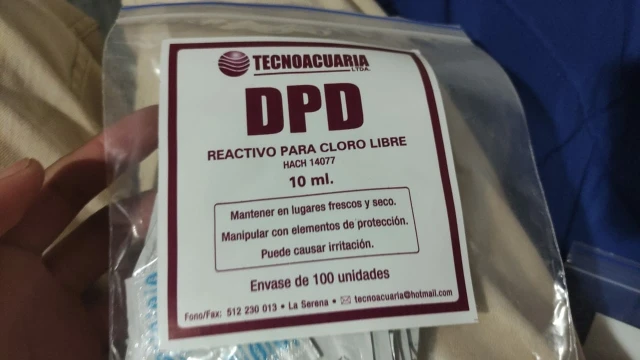 TECNOACUARIA
LTDA.
DPD
REACTIVO PARA CLORO LIBRE
HACH 14077
10 ml.
Mantener en lugares frescos y seco.
Manipular con elementos de protección.
Puede causar irritación.
Envase de 100 unidades
Fono/Fax: 512 230 013 • La Serena • ✉ tecnoacuaria@hotmail.com